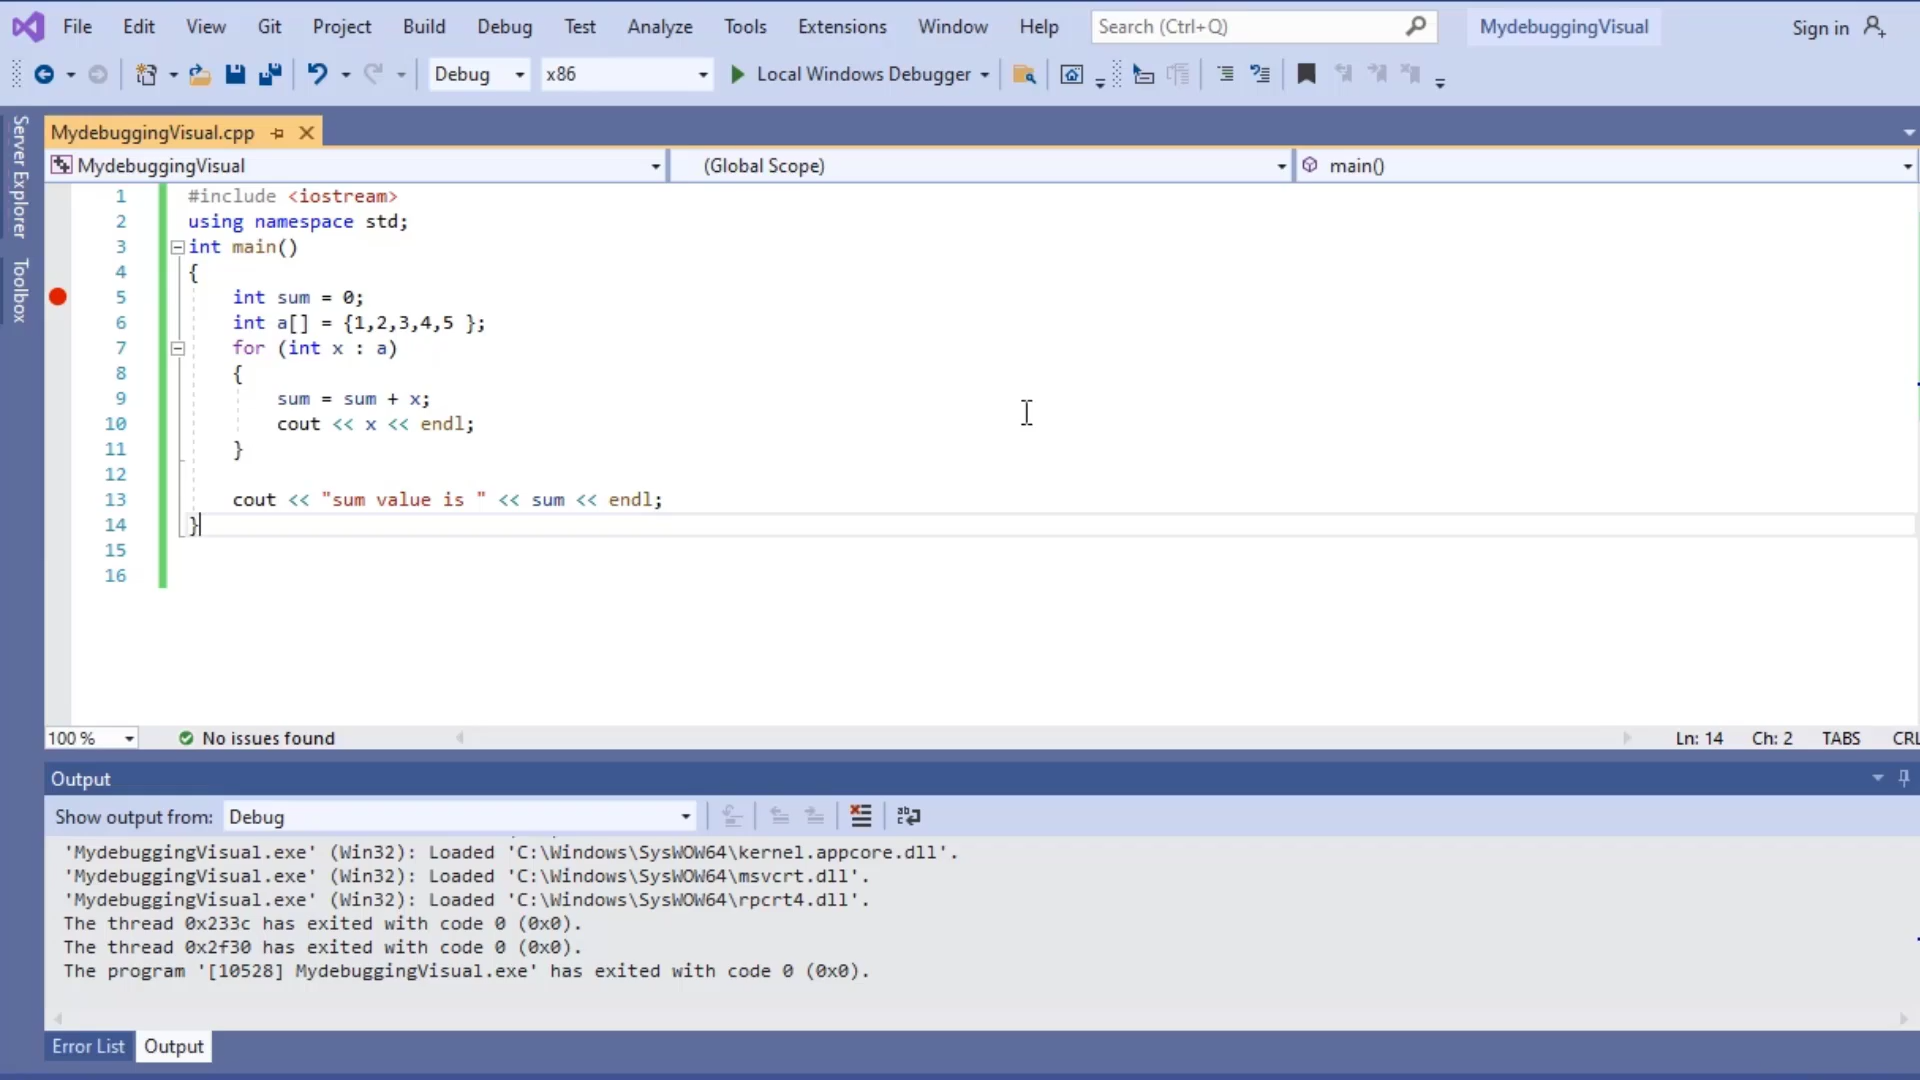 File Edit View Git Project Build Debug Test Analyze Tools Extensions Window Help Search (Ctrl+Q) MydebuggingVisual Sign in
Debug x86 Local Windows Debugger
Server Explorer
Toolbox
MydebuggingVisual.cpp
MydebuggingVisual (Global Scope) main()
1 #include <iostream>
2 using namespace std;
3 int main()
4 {
5 int sum = 0;
6 int a[] = {1,2,3,4,5 };
7 for (int x : a)
8 {
9 sum = sum + x;
10 cout << x << endl;
11 }
12
13 cout << "sum value is " << sum << endl;
14 }
15
16
100 % No issues found Ln: 14 Ch: 2 TABS CRL
Output
Show output from: Debug
'MydebuggingVisual.exe' (Win32): Loaded 'C:\Windows\SysWOW64\kernel.appcore.dll'.
'MydebuggingVisual.exe' (Win32): Loaded 'C:\Windows\SysWOW64\msvcrt.dll'.
'MydebuggingVisual.exe' (Win32): Loaded 'C:\Windows\SysWOW64\rpcrt4.dll'.
The thread 0x233c has exited with code 0 (0x0).
The thread 0x2f30 has exited with code 0 (0x0).
The program '[10528] MydebuggingVisual.exe' has exited with code 0 (0x0).
Error List Output